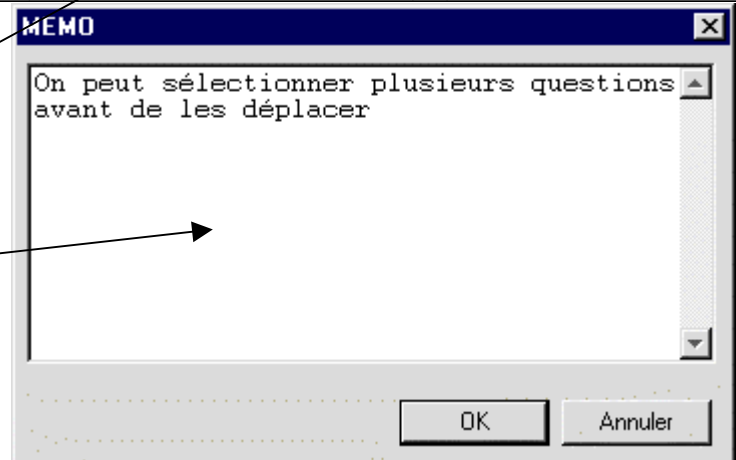 MEMO
On peut sélectionner plusieurs questions
avant de les déplacer
OK
Annuler